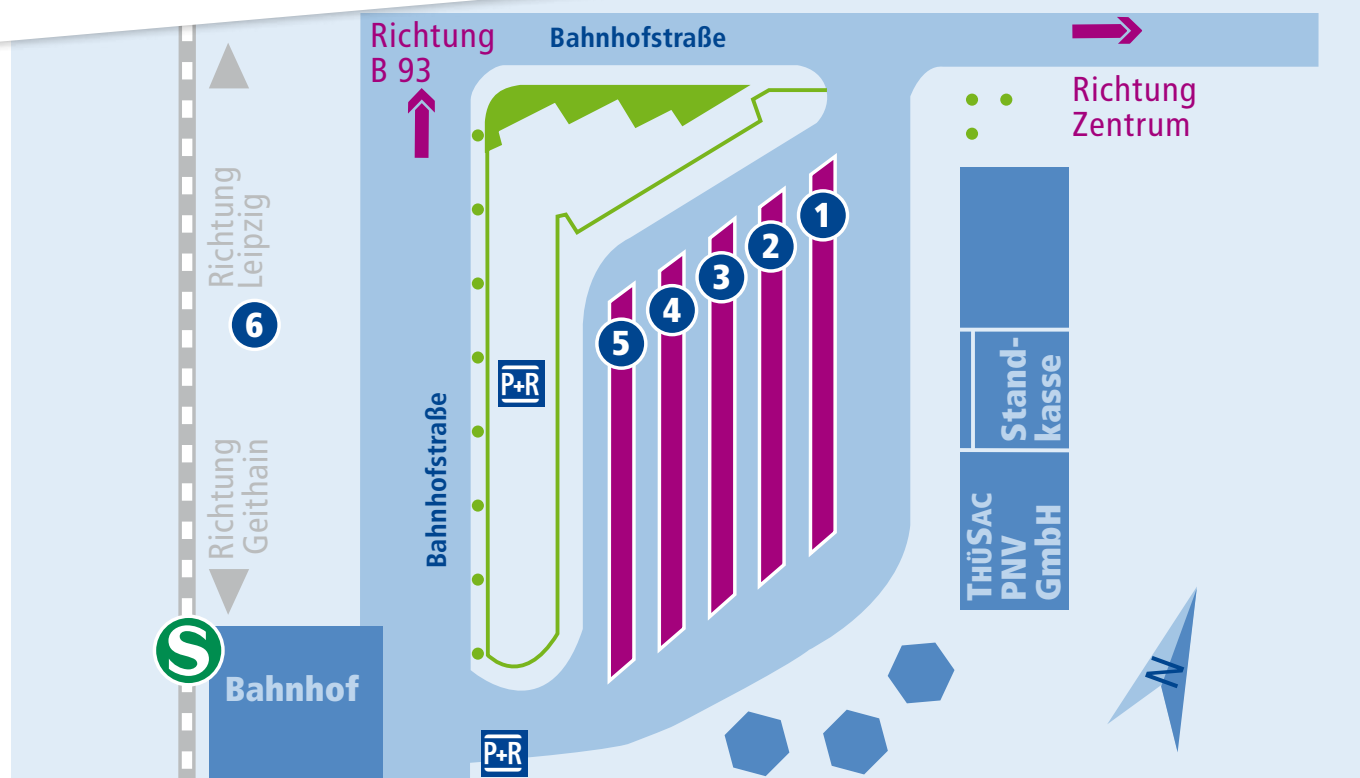 Richtung
B 93
Bahnhofstraße
Richtung
Zentrum
Richtung
Leipzig
6
1
2
3
4
5
P+R
Bahnhofstraße
Stand-
kasse
Richtung
Geithain
THÜSAC
PNV
GmbH
S
Bahnhof
P+R
N